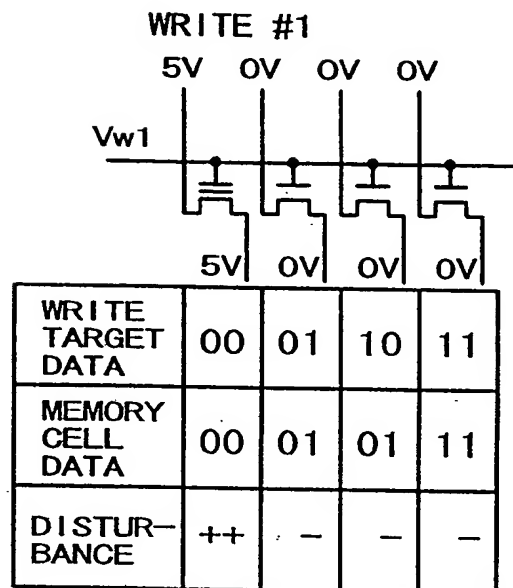 WRITE #1
5V 0V 0V 0V
Vw1
5V 0V 0V 0V
WRITE
TARGET
DATA
00 01 10 11
MEMORY
CELL
DATA
00 01 01 11
DISTUR-
BANCE
++ - - -